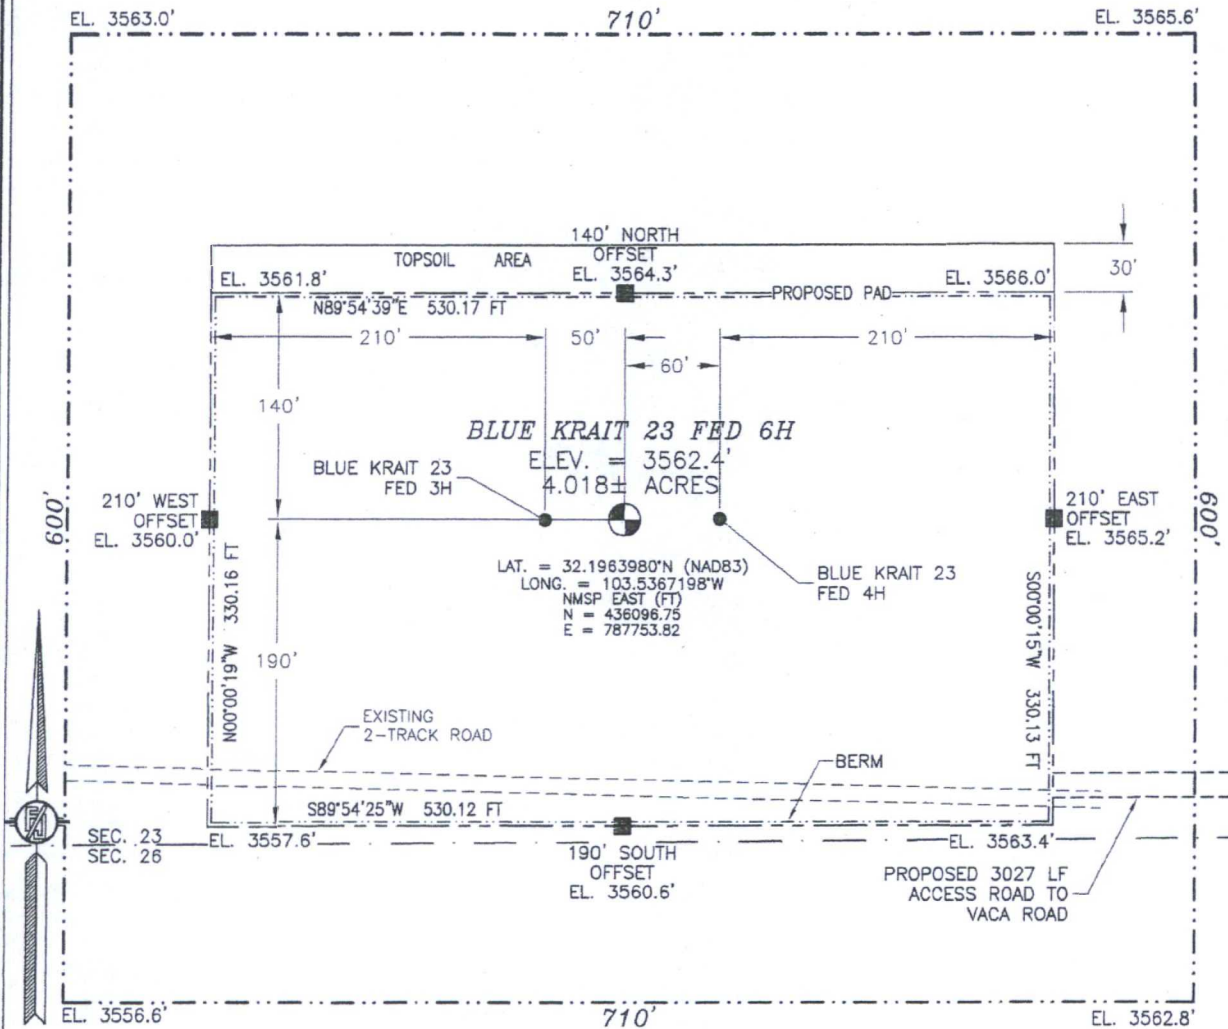 EL. 3563.0'
710'
EL. 3565.6'
140' NORTH
OFFSET
EL. 3564.3'
TOPSOIL AREA
30'
EL. 3561.8'
EL. 3566.0'
PROPOSED PAD
N89°54'39"E 530.17 FT
210'
50'
210'
60'
140'
BLUE KRAIT 23 FED 6H
ELEV. = 3562.4'
4.018± ACRES
BLUE KRAIT 23
FED 3H
600'
210' WEST
OFFSET
EL. 3560.0'
210' EAST
OFFSET
EL. 3565.2'
600'
LAT. = 32.1963980°N (NAD83)
LONG. = 103.5367198°W
NMSP EAST (FT)
N = 436096.75
E = 787753.82
BLUE KRAIT 23
FED 4H
N00°00'19"W 330.16 FT
190'
S00°00'15"W 330.13 FT
EXISTING
2-TRACK ROAD
BERM
S89°54'25"W 530.12 FT
SEC. 23
SEC. 26
EL. 3557.6'
EL. 3563.4'
190' SOUTH
OFFSET
EL. 3560.6'
PROPOSED 3027 LF
ACCESS ROAD TO
VACA ROAD
EL. 3556.6'
710'
EL. 3562.8'